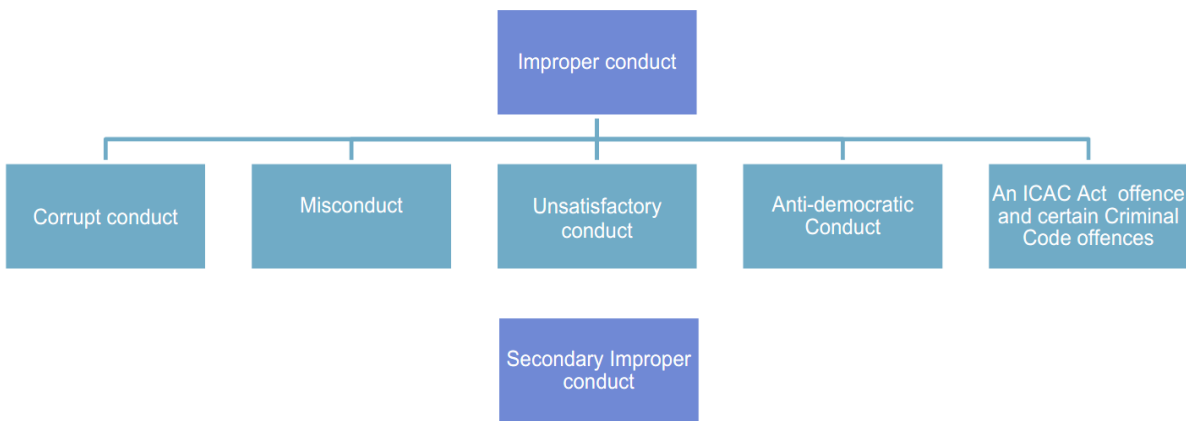 Improper conduct
Corrupt conduct
Misconduct
Unsatisfactory
conduct
Anti-democratic
Conduct
An ICAC Act offence
and certain Criminal
Code offences
Secondary Improper
conduct